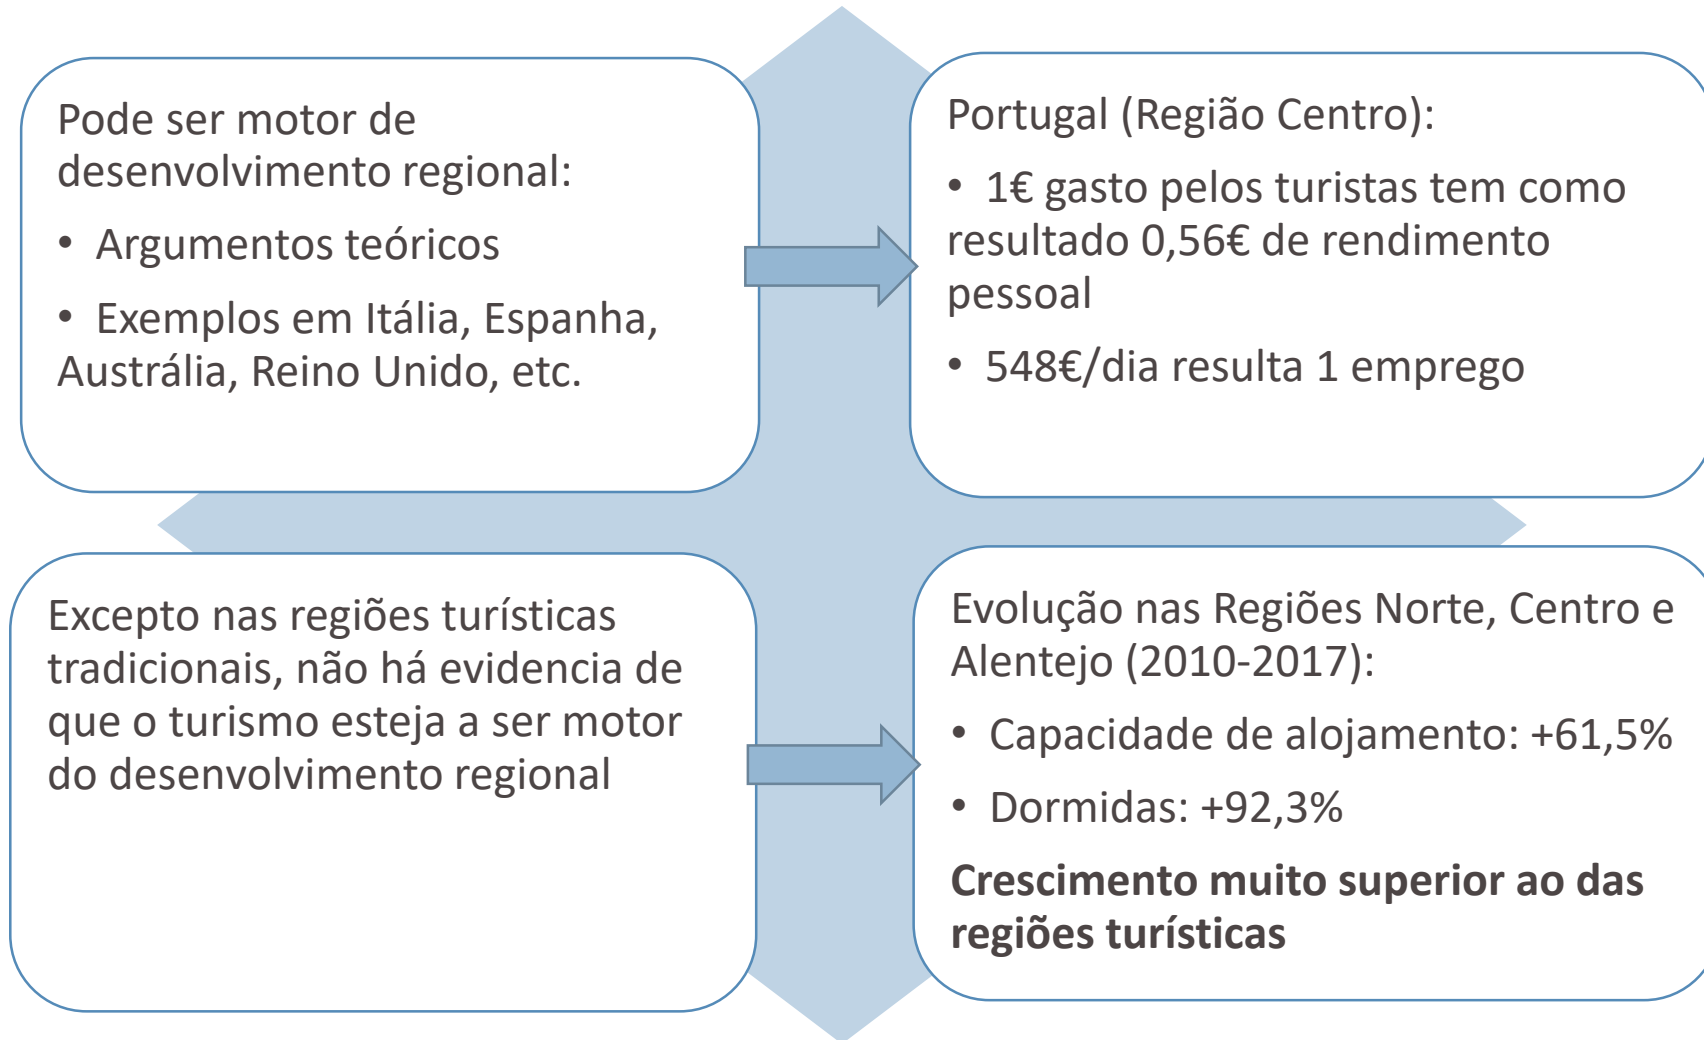 Pode ser motor de
desenvolvimento regional:
• Argumentos teóricos
• Exemplos em Itália, Espanha,
Austrália, Reino Unido, etc.
Portugal (Região Centro):
• 1€ gasto pelos turistas tem como
resultado 0,56€ de rendimento
pessoal
• 548€/dia resulta 1 emprego
Excepto nas regiões turísticas
tradicionais, não há evidencia de
que o turismo esteja a ser motor
do desenvolvimento regional
Evolução nas Regiões Norte, Centro e
Alentejo (2010-2017):
• Capacidade de alojamento: +61,5%
• Dormidas: +92,3%
Crescimento muito superior ao das
regiões turísticas